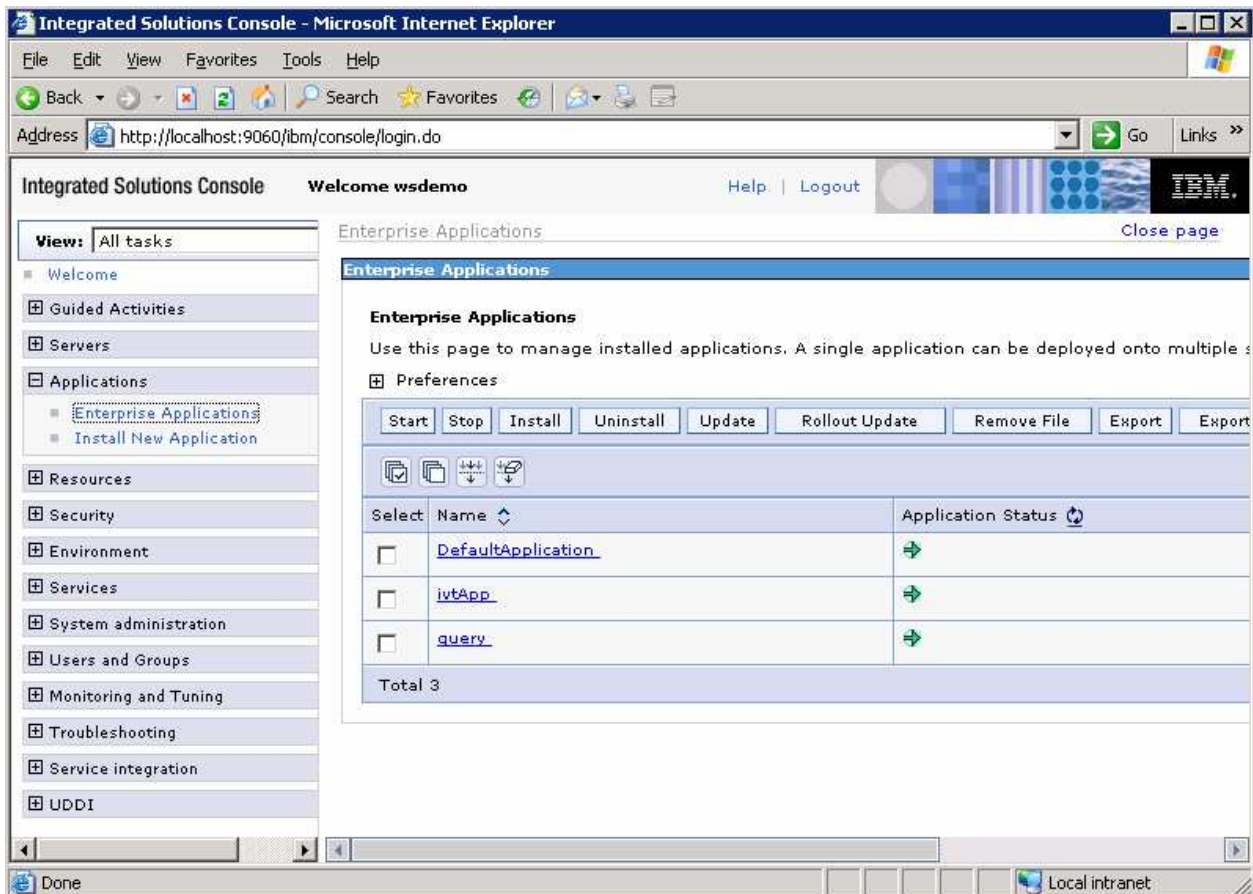 Integrated Solutions Console - Microsoft Internet Explorer
File Edit View Favorites Tools Help
Back Search Favorites
Address http://localhost:9060/ibm/console/login.do Go Links »
Integrated Solutions Console Welcome wsdemo Help | Logout IBM.
View: All tasks
Welcome
Guided Activities
Servers
Applications
Enterprise Applications
Install New Application
Resources
Security
Environment
Services
System administration
Users and Groups
Monitoring and Tuning
Troubleshooting
Service integration
UDDI
Enterprise Applications Close page
Enterprise Applications
Enterprise Applications
Use this page to manage installed applications. A single application can be deployed onto multiple s
Preferences
Start Stop Install Uninstall Update Rollout Update Remove File Export Export
Select Name Application Status
DefaultApplication
ivtApp
query
Total 3
Done Local intranet